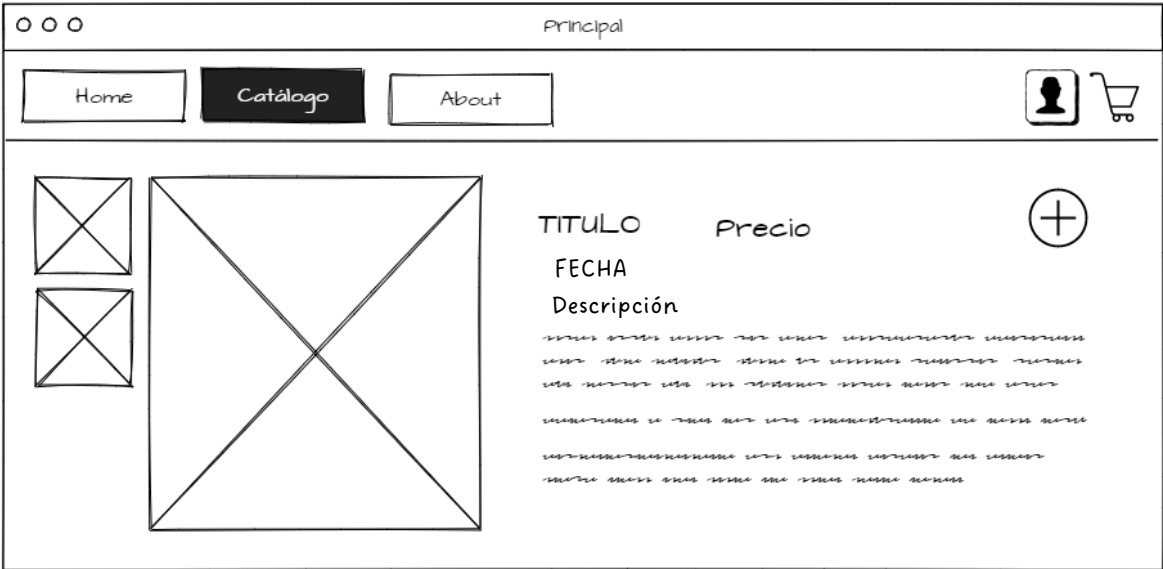 Principal
Home Catálogo About
TITULO Precio
FECHA
Descripción